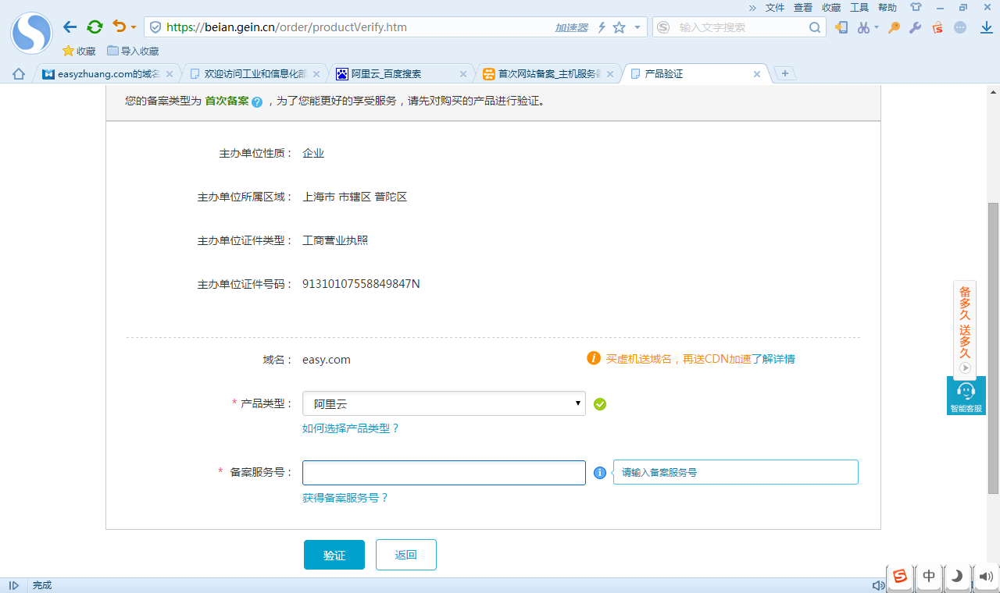 » 文件 查看 收藏 工具 帮助
https://beian.gein.cn/order/productVerify.htm 加速器 输入文字搜索
收藏 导入收藏
easyzhuang.com的域名 欢迎访问工业和信息化部 阿里云_百度搜索 首次网站备案_主机服务器 产品验证
您的备案类型为 首次备案 ，为了您能更好的享受服务，请先对购买的产品进行验证。
主办单位性质： 企业
主办单位所属区域： 上海市 市辖区 普陀区
主办单位证件类型： 工商营业执照
主办单位证件号码： 91310107558849847N
域名： easy.com 买虚机送域名，再送CDN加速了解详情
* 产品类型： 阿里云
如何选择产品类型？
* 备案服务号： 请输入备案服务号
获得备案服务号？
验证 返回
备多久 送多久
智能客服
完成
中